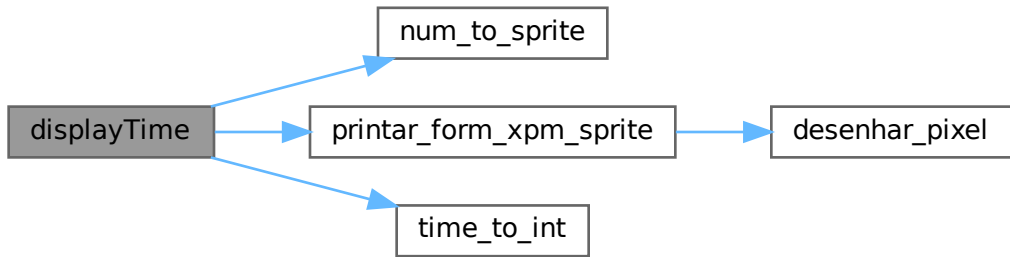 num_to_sprite
displayTime
printar_form_xpm_sprite
desenhar_pixel
time_to_int